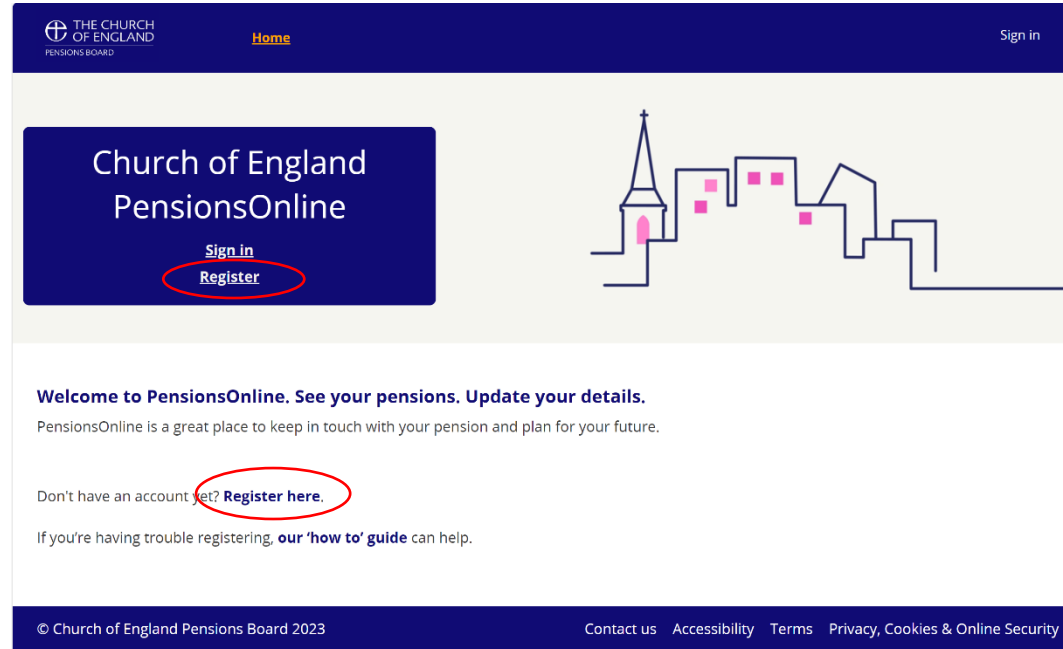 THE CHURCH
OF ENGLAND
PENSIONS BOARD
Home
Sign in
Church of England
PensionsOnline
Sign in
Register
Welcome to PensionsOnline. See your pensions. Update your details.
PensionsOnline is a great place to keep in touch with your pension and plan for your future.
Don't have an account yet? Register here.
If you're having trouble registering, our ‘how to’ guide can help.
© Church of England Pensions Board 2023
Contact us Accessibility Terms Privacy, Cookies & Online Security